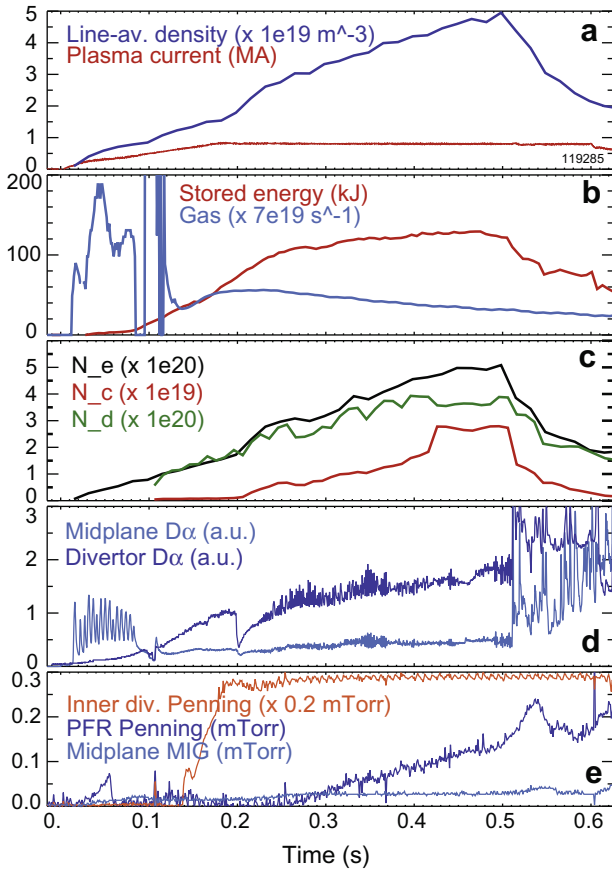 5
4
3
2
1
0
Line-av. density (x 1e19 m^-3)
Plasma current (MA)
a
119285
200
100
0
Stored energy (kJ)
Gas (x 7e19 s^-1)
b
5
4
3
2
1
0
N_e (x 1e20)
N_c (x 1e19)
N_d (x 1e20)
c
3
2
1
0
Midplane Dα (a.u.)
Divertor Dα (a.u.)
d
0.3
0.2
0.1
0.0
Inner div. Penning (x 0.2 mTorr)
PFR Penning (mTorr)
Midplane MIG (mTorr)
e
0. 0.1 0.2 0.3 0.4 0.5 0.6
Time (s)